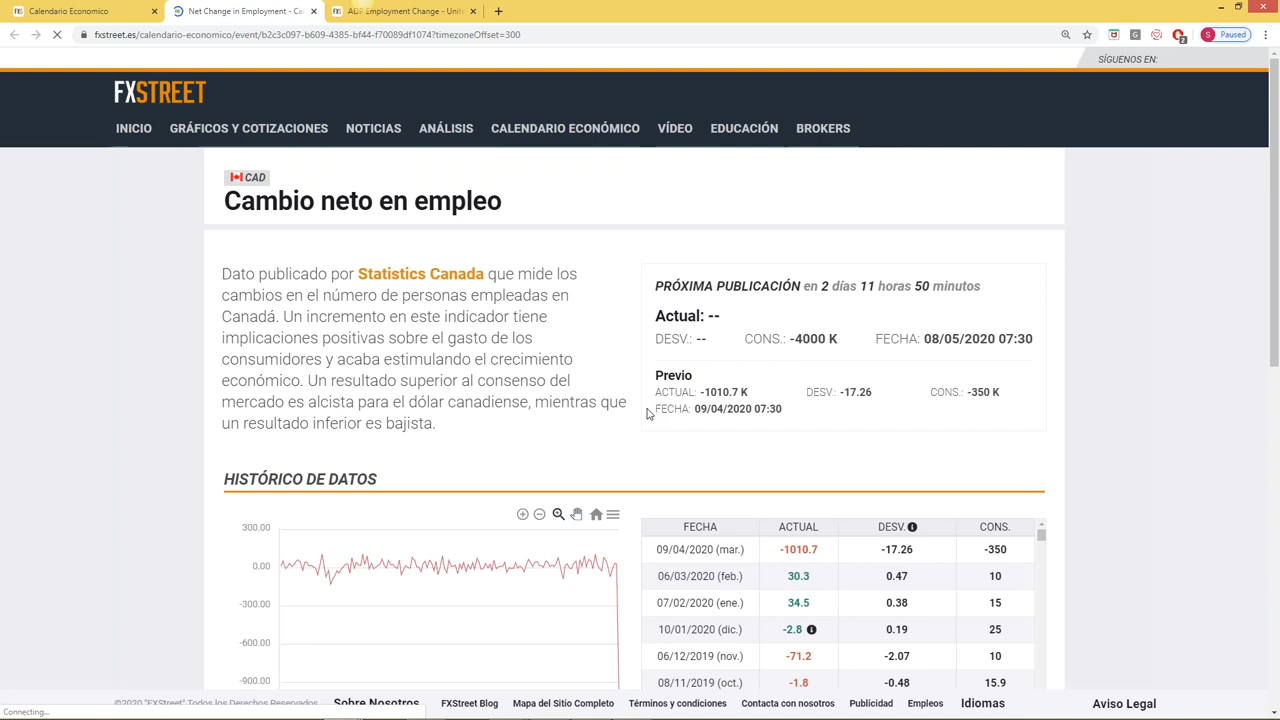 Calendario Economico
Net Change in Employment - Ca
ADP Employment Change - Unite
fxstreet.es/calendario-economico/event/b2c3c097-b609-4385-bf44-f70089df1074?timezoneOffset=300
Paused
SÍGUENOS EN:
FXSTREET
INICIO GRÁFICOS Y COTIZACIONES NOTICIAS ANÁLISIS CALENDARIO ECONÓMICO VÍDEO EDUCACIÓN BROKERS
CAD
Cambio neto en empleo
Dato publicado por Statistics Canada que mide los
cambios en el número de personas empleadas en
Canadá. Un incremento en este indicador tiene
implicaciones positivas sobre el gasto de los
consumidores y acaba estimulando el crecimiento
económico. Un resultado superior al consenso del
mercado es alcista para el dólar canadiense, mientras que
un resultado inferior es bajista.
PRÓXIMA PUBLICACIÓN en 2 días 11 horas 50 minutos
Actual: --
DESV.: -- CONS.: -4000 K FECHA: 08/05/2020 07:30
Previo
ACTUAL: -1010.7 K DESV.: -17.26 CONS.: -350 K
FECHA: 09/04/2020 07:30
HISTÓRICO DE DATOS
300.00
0.00
-300.00
-600.00
-900.00
FECHA ACTUAL DESV. CONS.
09/04/2020 (mar.) -1010.7 -17.26 -350
06/03/2020 (feb.) 30.3 0.47 10
07/02/2020 (ene.) 34.5 0.38 15
10/01/2020 (dic.) -2.8 0.19 25
06/12/2019 (nov.) -71.2 -2.07 10
08/11/2019 (oct.) -1.8 -0.48 15.9
©2020 "FXStreet" Todos los Derechos Reservados Sobre Nosotros FXStreet Blog Mapa del Sitio Completo Términos y condiciones Contacta con nosotros Publicidad Empleos Idiomas Aviso Legal
Connecting...